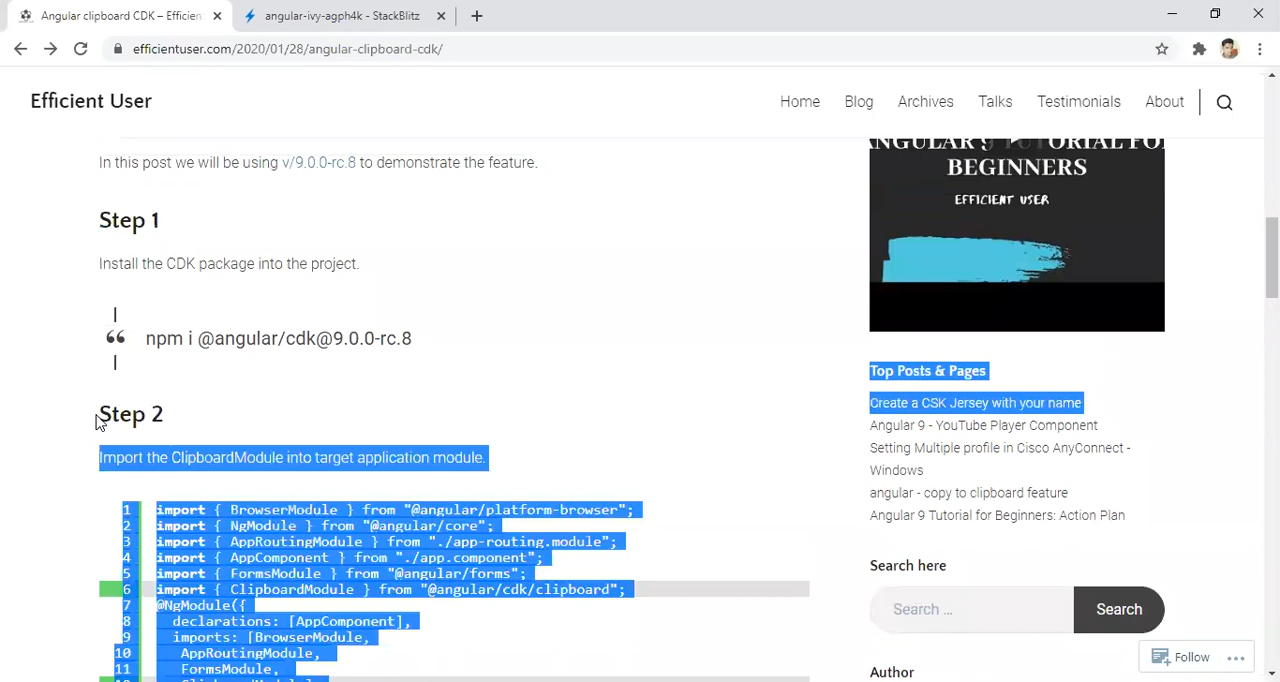 Angular clipboard CDK – Efficien
angular-ivy-agph4k - StackBlitz
efficientuser.com/2020/01/28/angular-clipboard-cdk/
Efficient User
Home
Blog
Archives
Talks
Testimonials
About
In this post we will be using v/9.0.0-rc.8 to demonstrate the feature.
Step 1
Install the CDK package into the project.
“ npm i @angular/cdk@9.0.0-rc.8
Step 2
Import the ClipboardModule into target application module.
1 import { BrowserModule } from "@angular/platform-browser";
2 import { NgModule } from "@angular/core";
3 import { AppRoutingModule } from "./app-routing.module";
4 import { AppComponent } from "./app.component";
5 import { FormsModule } from "@angular/forms";
6 import { ClipboardModule } from "@angular/cdk/clipboard";
7 @NgModule({
8 declarations: [AppComponent],
9 imports: [BrowserModule,
10 AppRoutingModule,
11 FormsModule,
ANGULAR 9 TUTORIAL FO
BEGINNERS
EFFICIENT USER
Top Posts & Pages
Create a CSK Jersey with your name
Angular 9 - YouTube Player Component
Setting Multiple profile in Cisco AnyConnect -
Windows
angular - copy to clipboard feature
Angular 9 Tutorial for Beginners: Action Plan
Search here
Search ...
Search
Follow
Author